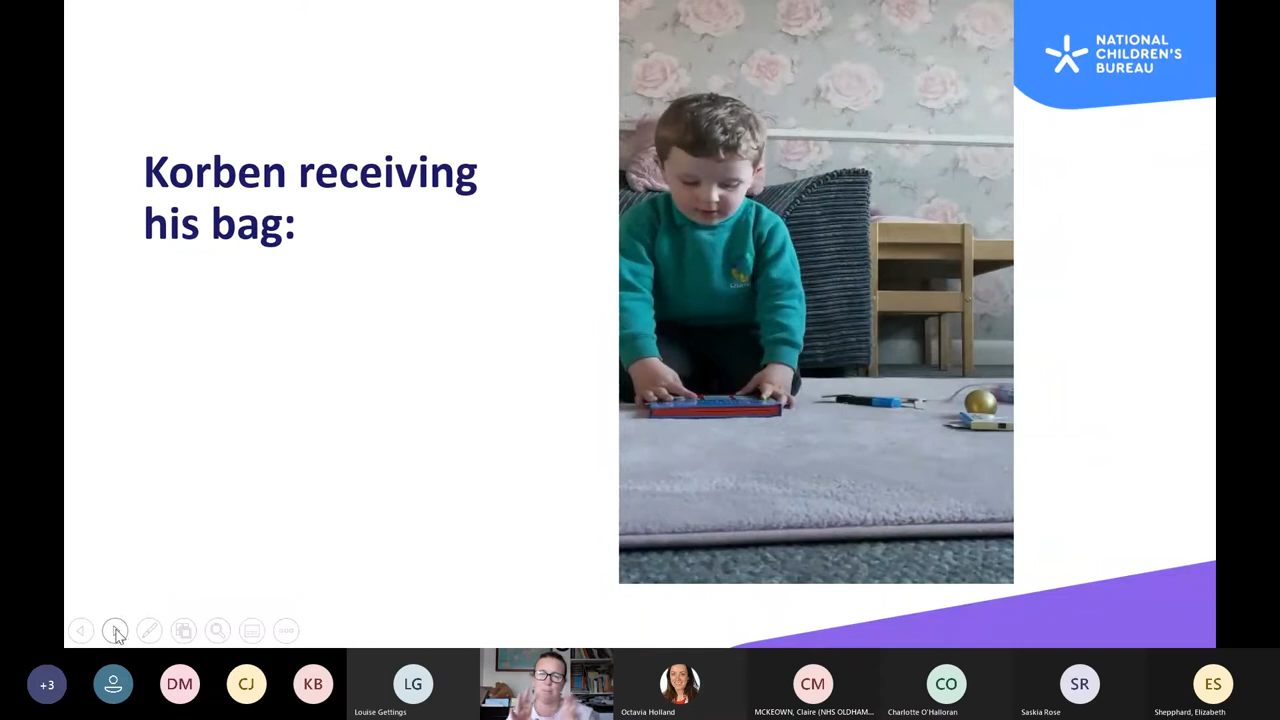 NATIONAL
CHILDREN'S
BUREAU
Korben receiving
his bag:
+3
DM
CJ
KB
LG
CM
CO
SR
ES
Louise Gettings
Octavia Holland
MCKEOWN, Claire (NHS OLDHAM...
Charlotte O'Halloran
Saskia Rose
Shepphard, Elizabeth